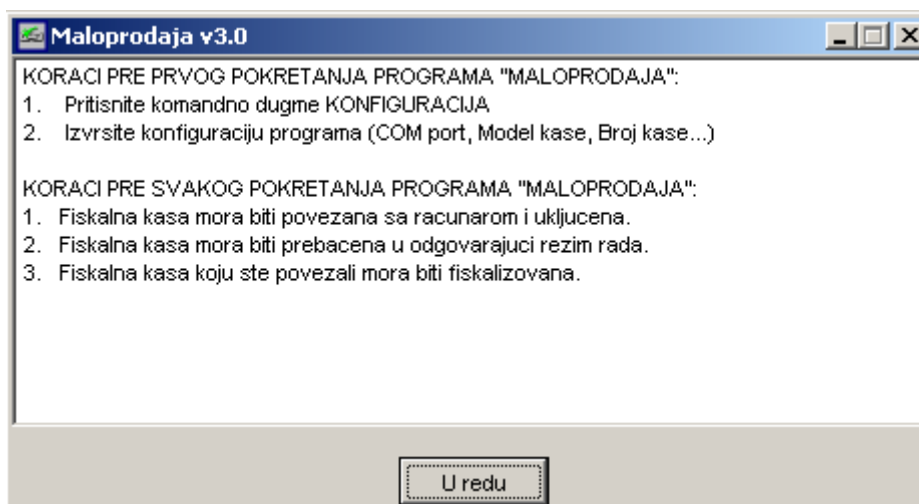 Maloprodaja v3.0
KORACI PRE PRVOG POKRETANJA PROGRAMA "MALOPRODAJA":
1. Pritisnite komandno dugme KONFIGURACIJA
2. Izvrsite konfiguraciju programa (COM port, Model kase, Broj kase...)
KORACI PRE SVAKOG POKRETANJA PROGRAMA "MALOPRODAJA":
1. Fiskalna kasa mora biti povezana sa racunarom i ukljucena.
2. Fiskalna kasa mora biti prebacena u odgovarajuci rezim rada.
3. Fiskalna kasa koju ste povezali mora biti fiskalizovana.
U redu